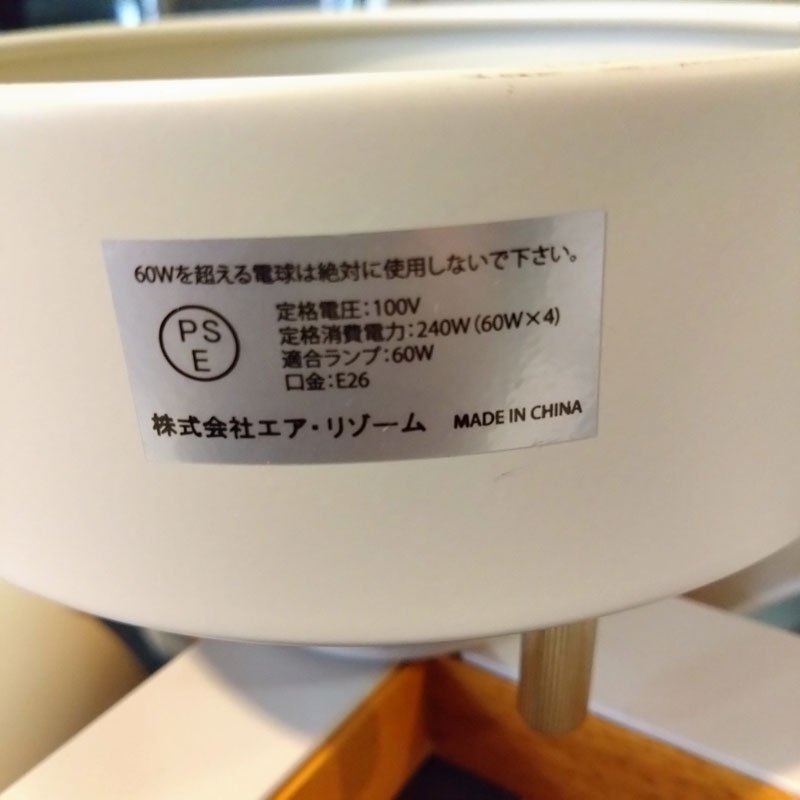 60Wを超える電球は絶対に使用しないで下さい。
PS
E
定格電圧:100V
定格消費電力:240W(60W×4)
適合ランプ:60W
口金:E26
株式会社エア・リゾーム MADE IN CHINA